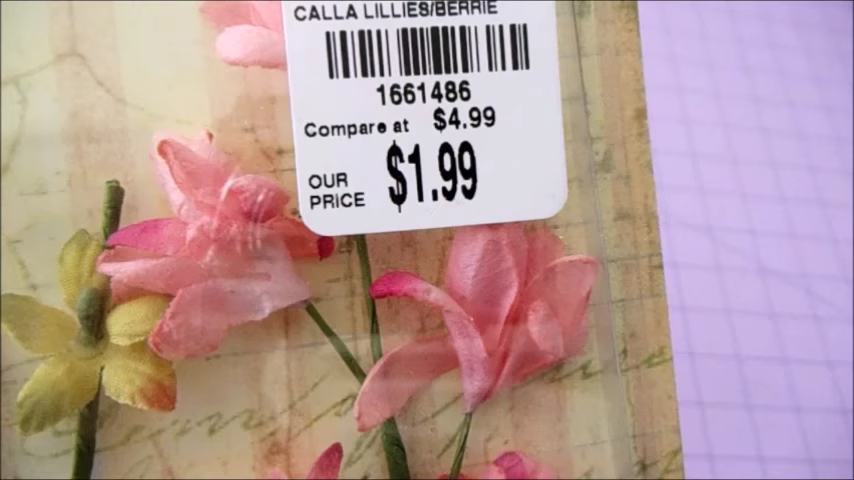 CALLA LILLIES/BERRIE
1661486
Compare at $4.99
OUR PRICE $1.99